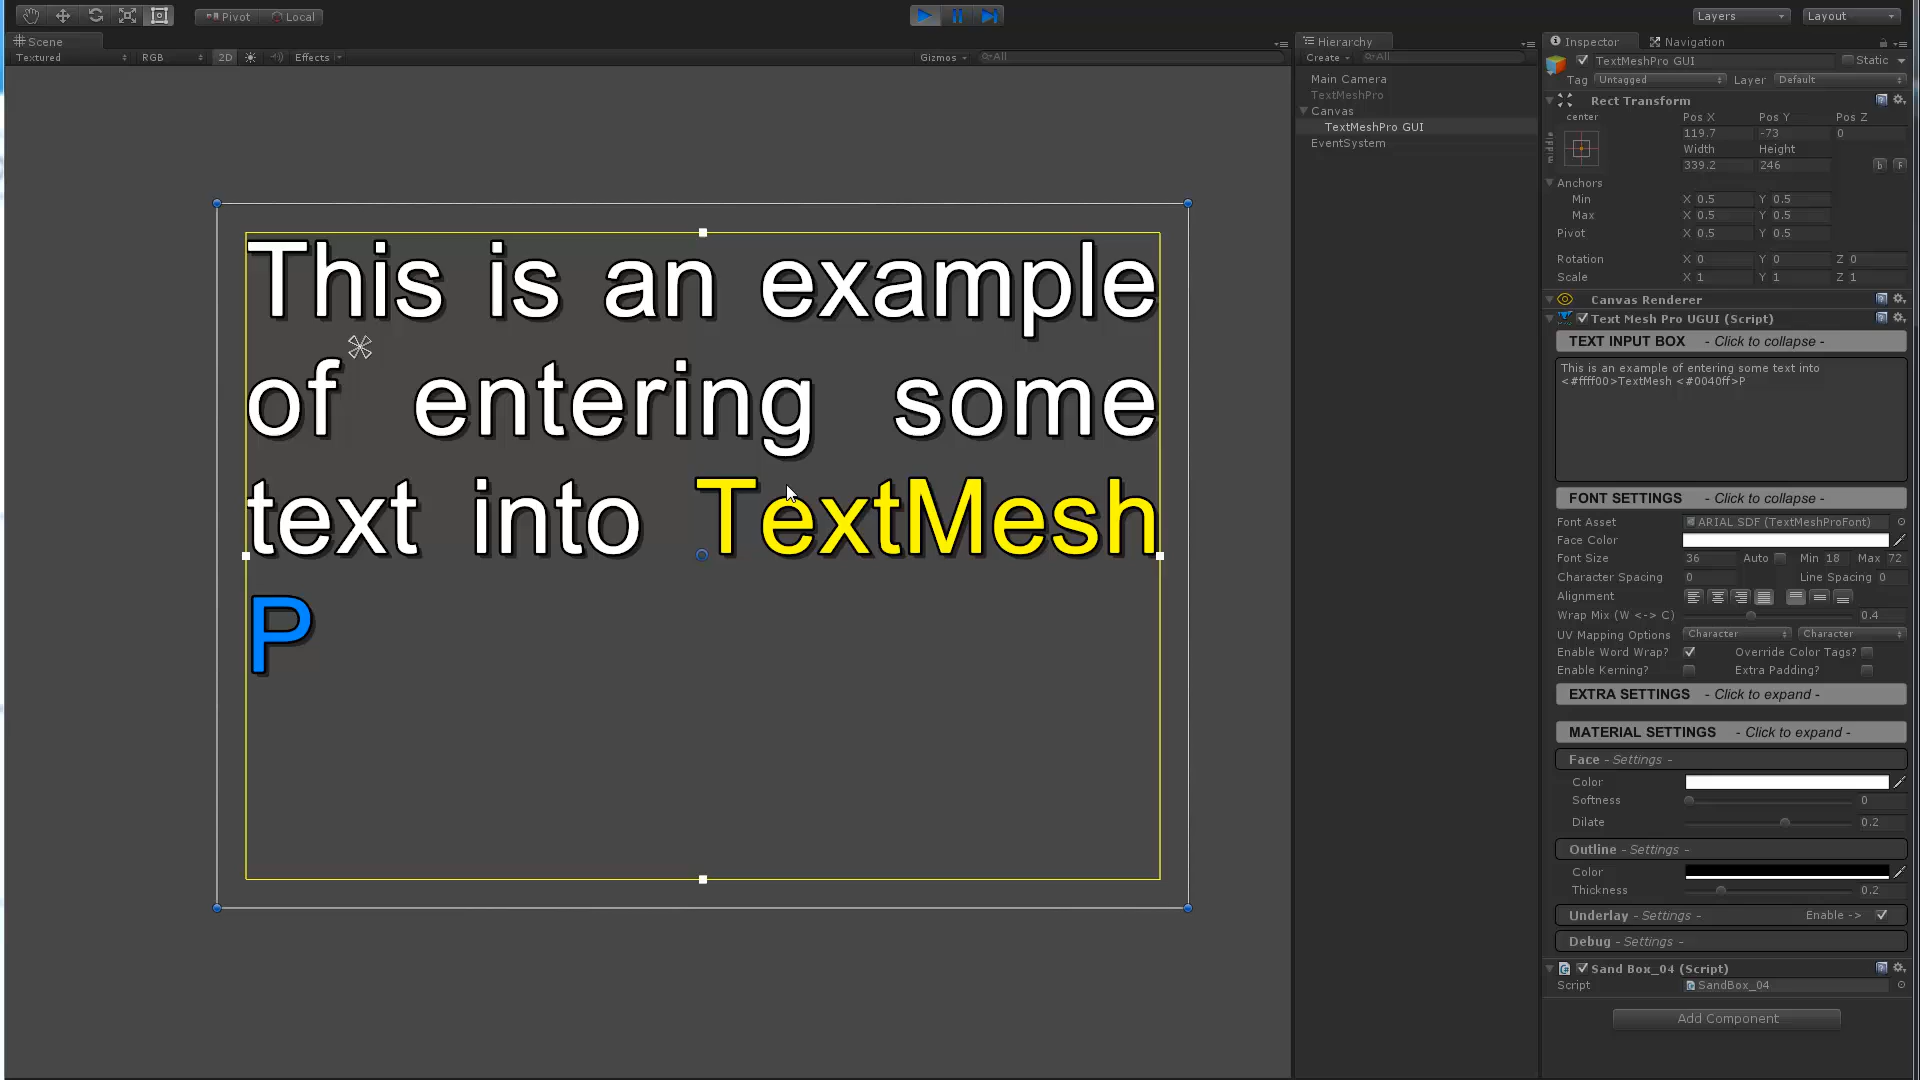 Pivot Local Layers Layout
Scene Hierarchy Inspector Navigation
Textured RGB 2D Effects Gizmos All Create All
TextMeshPro GUI Static
Tag Untagged Layer Default
Main Camera
TextMeshPro
Canvas
TextMeshPro GUI
EventSystem
This is an example
of entering some
text into TextMesh
P
Rect Transform
center Pos X Pos Y Pos Z
middle 119.7 -73 0
Width Height
339.2 246
Anchors
Min X 0.5 Y 0.5
Max X 0.5 Y 0.5
Pivot X 0.5 Y 0.5
Rotation X 0 Y 0 Z 0
Scale X 1 Y 1 Z 1
Canvas Renderer
Text Mesh Pro UGUI (Script)
TEXT INPUT BOX - Click to collapse -
This is an example of entering some text into
<#ffff00>TextMesh <#0040ff>P
FONT SETTINGS - Click to collapse -
Font Asset ARIAL SDF (TextMeshProFont)
Face Color
Font Size 36 Auto Min 18 Max 72
Character Spacing 0 Line Spacing 0
Alignment
Wrap Mix (W <-> C) 0.4
UV Mapping Options Character Character
Enable Word Wrap? Override Color Tags?
Enable Kerning? Extra Padding?
EXTRA SETTINGS - Click to expand -
MATERIAL SETTINGS - Click to expand -
Face - Settings -
Color
Softness 0
Dilate 0.2
Outline - Settings -
Color
Thickness 0.2
Underlay - Settings - Enable ->
Debug - Settings -
Sand Box_04 (Script)
Script SandBox_04
Add Component